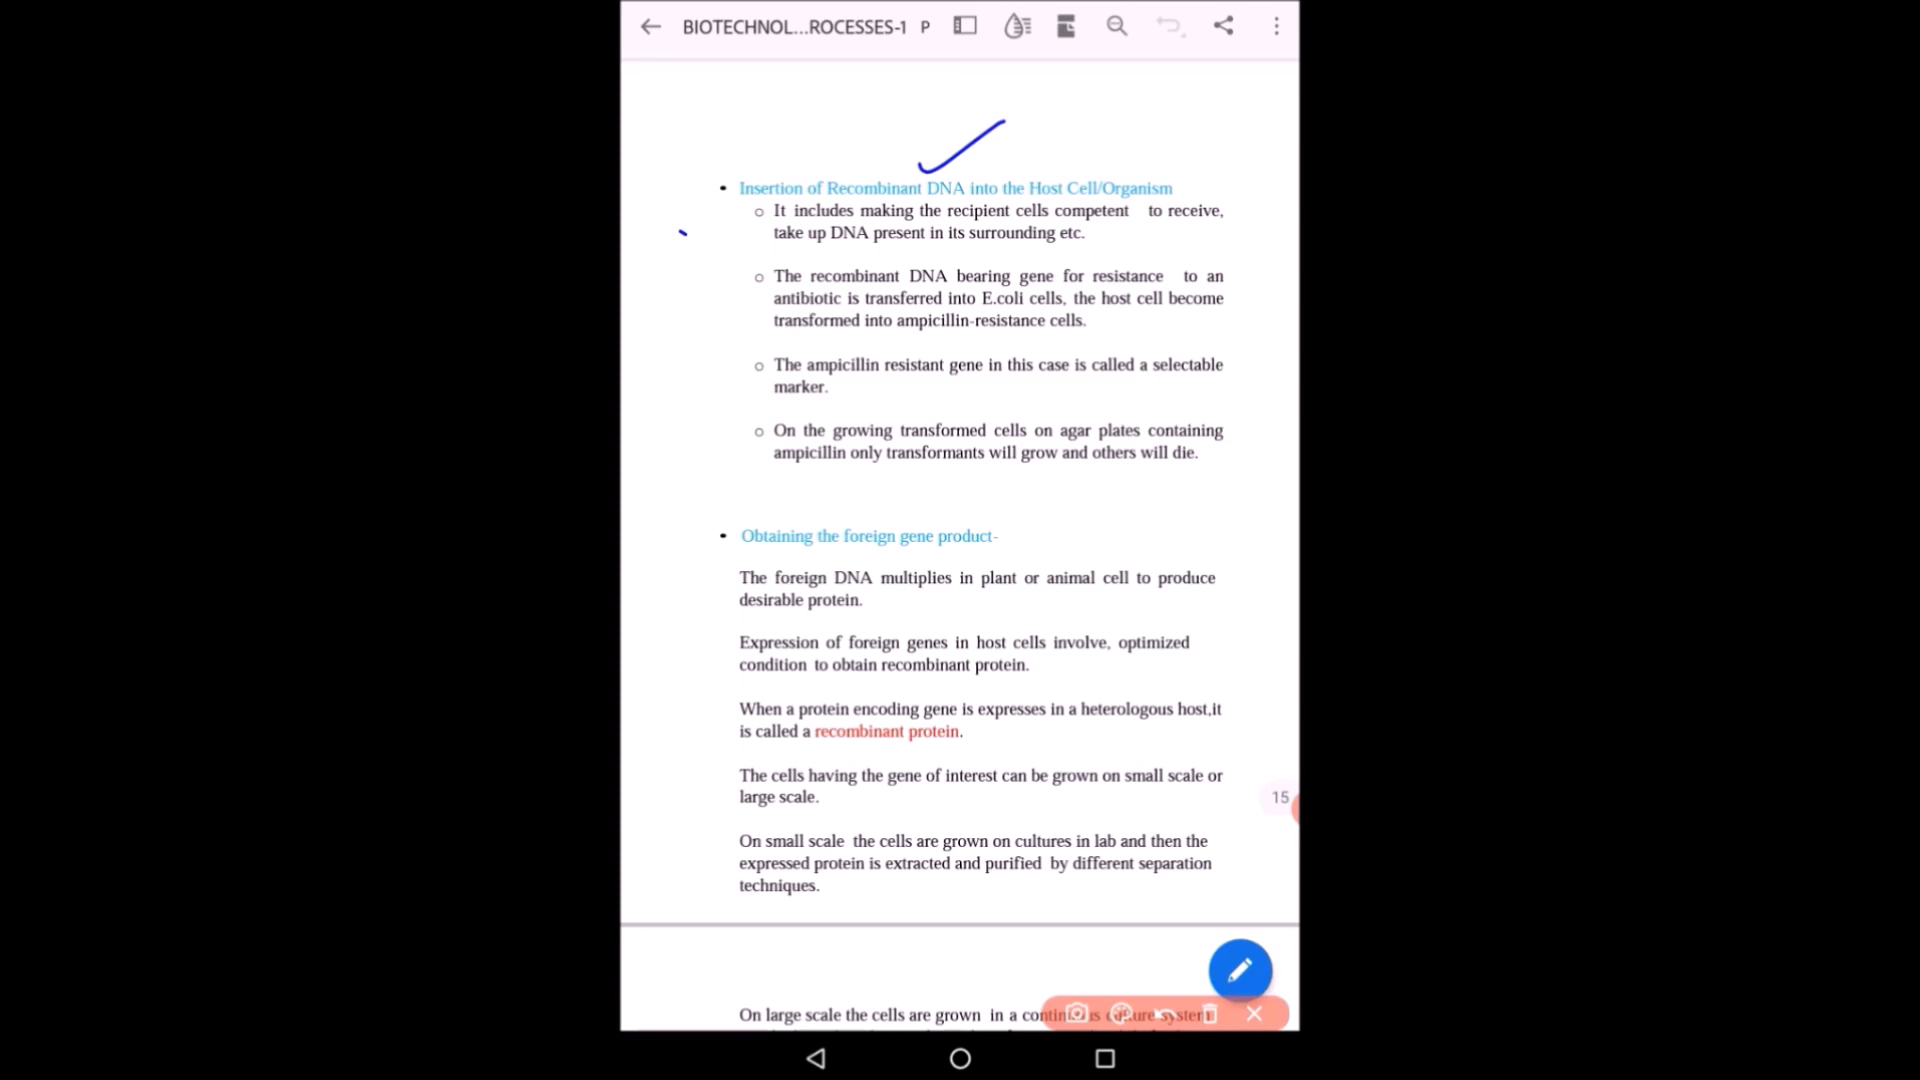 BIOTECHNOL...ROCESSES-1 P
• Insertion of Recombinant DNA into the Host Cell/Organism
o It includes making the recipient cells competent to receive,
take up DNA present in its surrounding etc.
o The recombinant DNA bearing gene for resistance to an
antibiotic is transferred into E.coli cells, the host cell become
transformed into ampicillin-resistance cells.
o The ampicillin resistant gene in this case is called a selectable
marker.
o On the growing transformed cells on agar plates containing
ampicillin only transformants will grow and others will die.
• Obtaining the foreign gene product-
The foreign DNA multiplies in plant or animal cell to produce
desirable protein.
Expression of foreign genes in host cells involve, optimized
condition to obtain recombinant protein.
When a protein encoding gene is expresses in a heterologous host,it
is called a recombinant protein.
The cells having the gene of interest can be grown on small scale or
large scale.
15
On small scale the cells are grown on cultures in lab and then the
expressed protein is extracted and purified by different separation
techniques.
On large scale the cells are grown in a continuous culture system